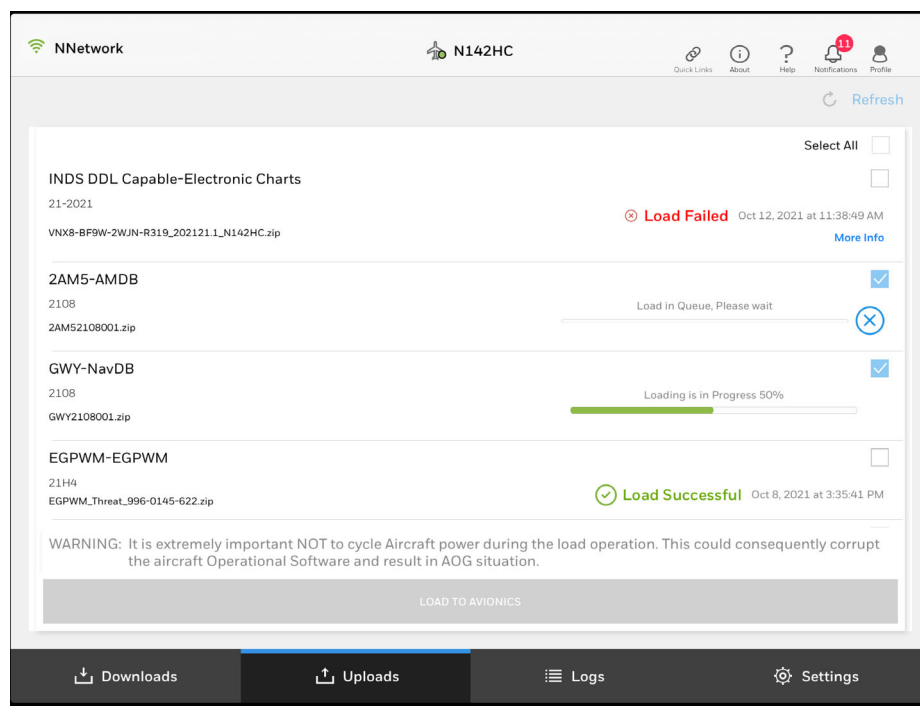 NNetwork
N142HC
Quick Links
About
Help
11
Notifications
Profile
Refresh
Select All
INDS DDL Capable-Electronic Charts
21-2021
Load Failed Oct 12, 2021 at 11:38:49 AM
VNX8-BF9W-2WJN-R319_202121.1_N142HC.zip
More Info
2AM5-AMDB
2108
Load in Queue, Please wait
2AM52108001.zip
GWY-NavDB
2108
Loading is in Progress 50%
GWY2108001.zip
EGPWM-EGPWM
21H4
Load Successful Oct 8, 2021 at 3:35:41 PM
EGPWM_Threat_996-0145-622.zip
WARNING: It is extremely important NOT to cycle Aircraft power during the load operation. This could consequently corrupt
the aircraft Operational Software and result in AOG situation.
LOAD TO AVIONICS
Downloads
Uploads
Logs
Settings